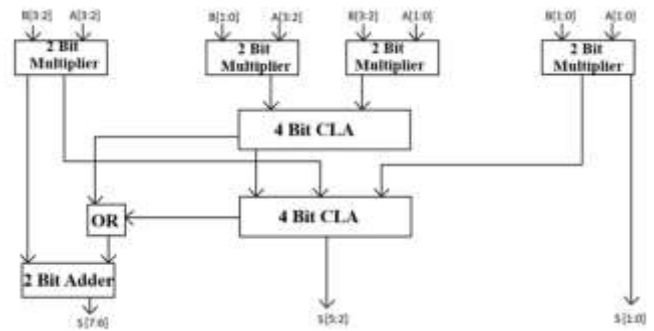 B[3:2] A[3:2] B[1:0] A[3:2] B[3:2] A[1:0] B[1:0] A[1:0]
2 Bit Multiplier
2 Bit Multiplier
2 Bit Multiplier
2 Bit Multiplier
4 Bit CLA
4 Bit CLA
OR
2 Bit Adder
S[7:6] S[5:2] S[1:0]